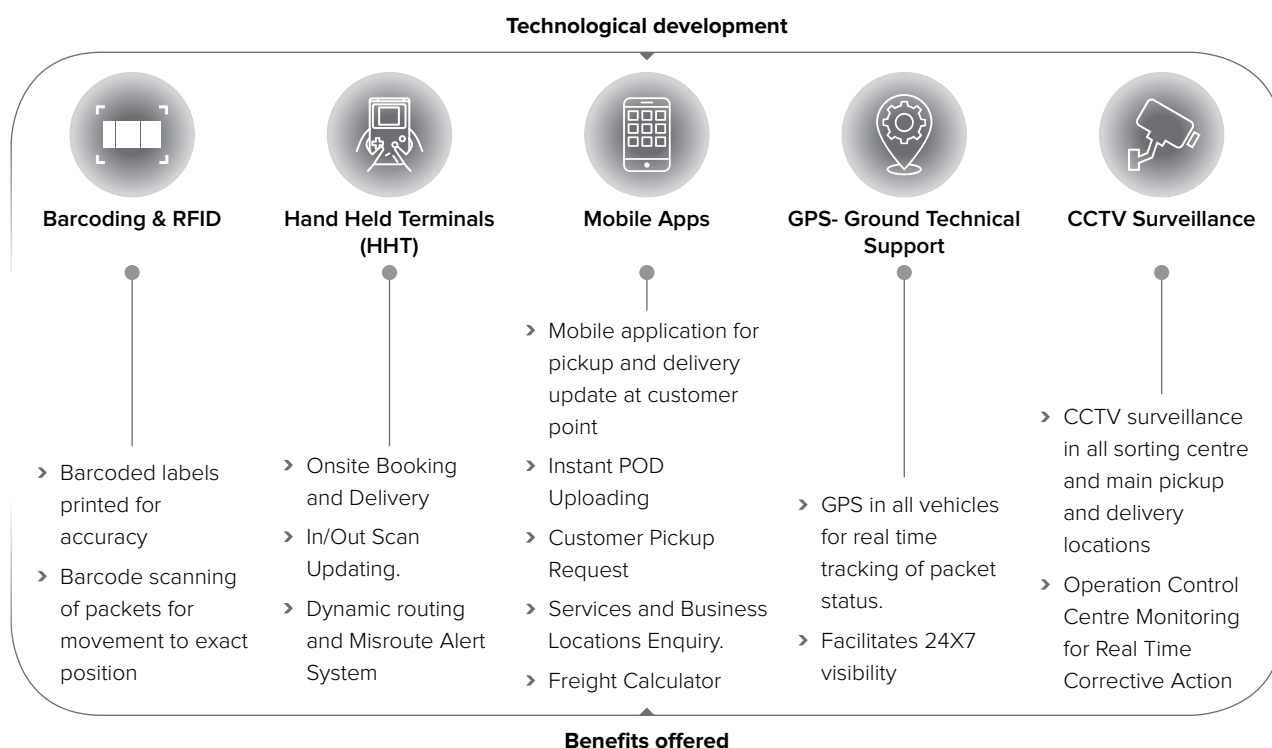 Technological development
Barcoding & RFID
Hand Held Terminals
(HHT)
Mobile Apps
GPS- Ground Technical
Support
CCTV Surveillance
› Barcoded labels
printed for
accuracy
› Barcode scanning
of packets for
movement to exact
position
› Onsite Booking
and Delivery
› In/Out Scan
Updating.
› Dynamic routing
and Misroute Alert
System
› Mobile application for
pickup and delivery
update at customer
point
› Instant POD
Uploading
› Customer Pickup
Request
› Services and Business
Locations Enquiry.
› Freight Calculator
› GPS in all vehicles
for real time
tracking of packet
status.
› Facilitates 24X7
visibility
› CCTV surveillance
in all sorting centre
and main pickup
and delivery
locations
› Operation Control
Centre Monitoring
for Real Time
Corrective Action
Benefits offered